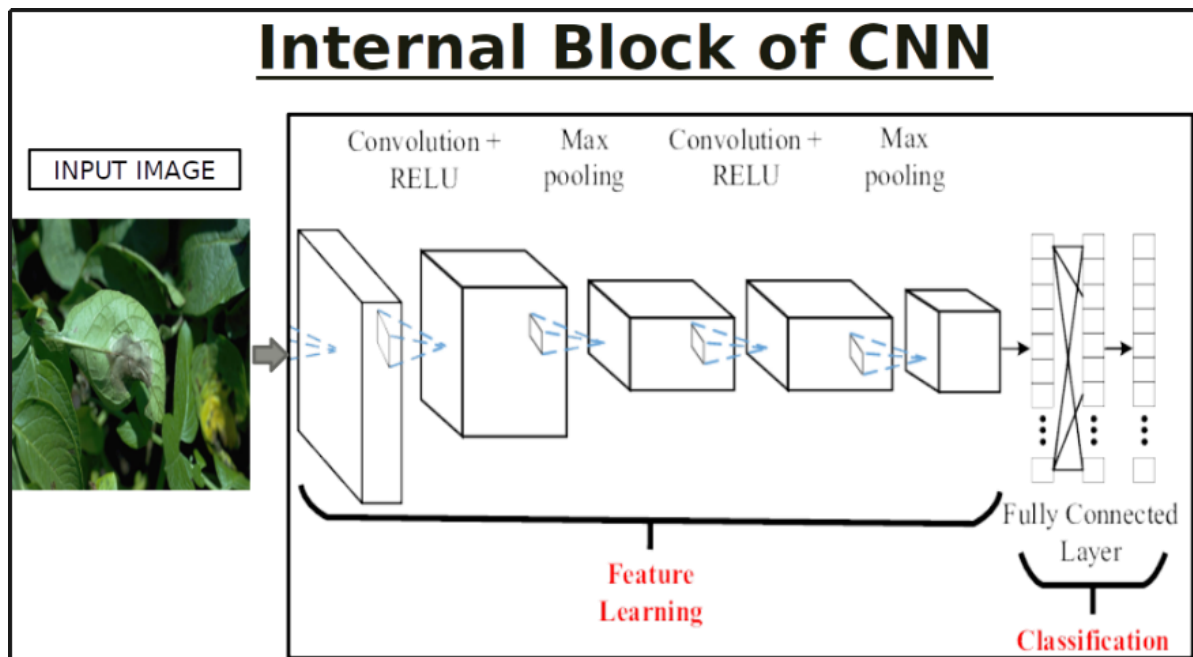 Internal Block of CNN
INPUT IMAGE
Convolution +
RELU
Max
pooling
Convolution +
RELU
Max
pooling
Fully Connected
Layer
Feature
Learning
Classification